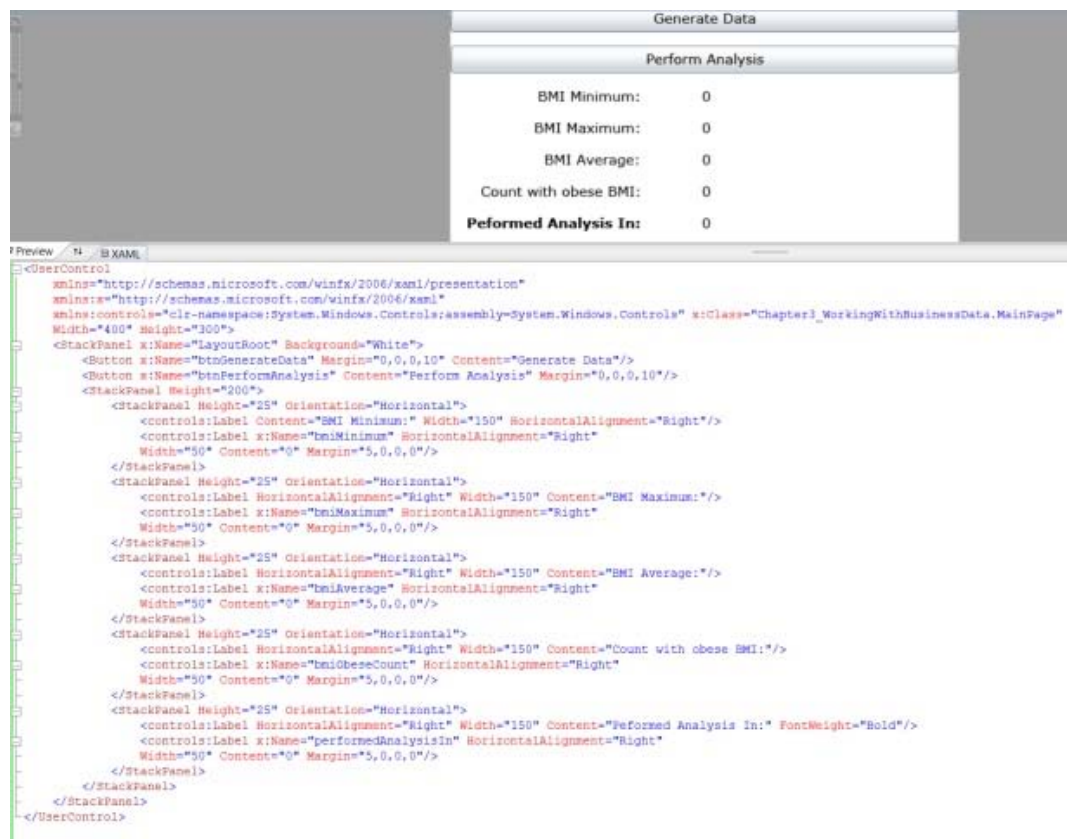 Generate Data
Perform Analysis
BMI Minimum: 0
BMI Maximum: 0
BMI Average: 0
Count with obese BMI: 0
Peformed Analysis In: 0
Preview XAML
<UserControl
xmlns="http://schemas.microsoft.com/winfx/2006/xaml/presentation"
xmlns:x="http://schemas.microsoft.com/winfx/2006/xaml"
xmlns:controls="clr-namespace:System.Windows.Controls;assembly=System.Windows.Controls" x:Class="Chapter3_WorkingWithBusinessData.MainPage"
Width="400" Height="300">
<StackPanel x:Name="LayoutRoot" Background="White">
<Button x:Name="btnGenerateData" Margin="0,0,0,10" Content="Generate Data"/>
<Button x:Name="btnPerformAnalysis" Content="Perform Analysis" Margin="0,0,0,10"/>
<StackPanel Height="200">
<StackPanel Height="25" Orientation="Horizontal">
<controls:Label Content="BMI Minimum:" Width="150" HorizontalAlignment="Right"/>
<controls:Label x:Name="bmiMinimum" HorizontalAlignment="Right"
Width="50" Content="0" Margin="5,0,0,0"/>
</StackPanel>
<StackPanel Height="25" Orientation="Horizontal">
<controls:Label HorizontalAlignment="Right" Width="150" Content="BMI Maximum:"/>
<controls:Label x:Name="bmiMaximum" HorizontalAlignment="Right"
Width="50" Content="0" Margin="5,0,0,0"/>
</StackPanel>
<StackPanel Height="25" Orientation="Horizontal">
<controls:Label HorizontalAlignment="Right" Width="150" Content="BMI Average:"/>
<controls:Label x:Name="bmiAverage" HorizontalAlignment="Right"
Width="50" Content="0" Margin="5,0,0,0"/>
</StackPanel>
<StackPanel Height="25" Orientation="Horizontal">
<controls:Label HorizontalAlignment="Right" Width="150" Content="Count with obese BMI:"/>
<controls:Label x:Name="bmiObeseCount" HorizontalAlignment="Right"
Width="50" Content="0" Margin="5,0,0,0"/>
</StackPanel>
<StackPanel Height="25" Orientation="Horizontal">
<controls:Label HorizontalAlignment="Right" Width="150" Content="Peformed Analysis In:" FontWeight="Bold"/>
<controls:Label x:Name="performedAnalysisIn" HorizontalAlignment="Right"
Width="50" Content="0" Margin="5,0,0,0"/>
</StackPanel>
</StackPanel>
</StackPanel>
</UserControl>